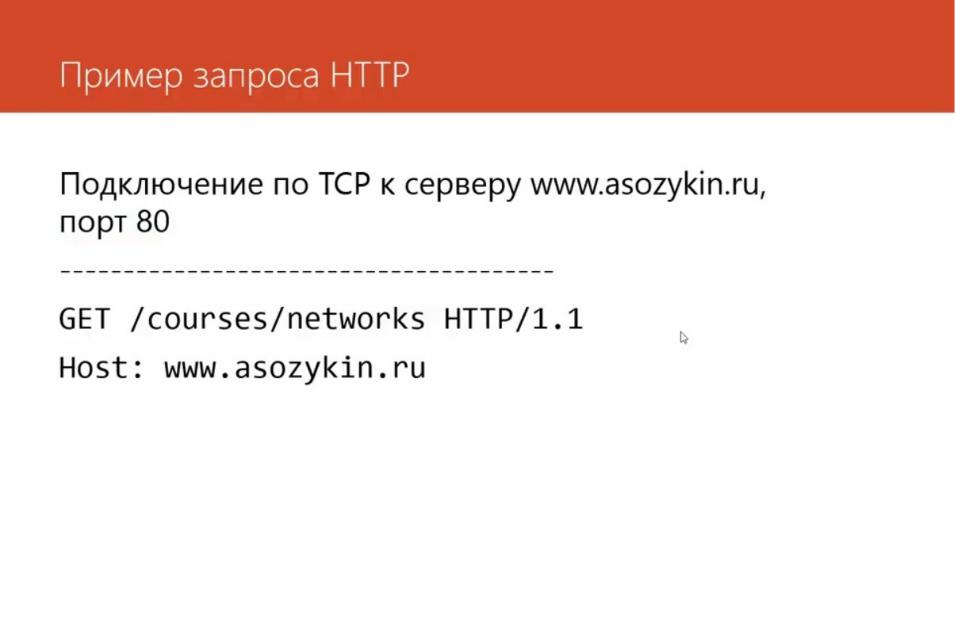 Пример запроса HTTP
Подключение по TCP к серверу www.asozykin.ru,
порт 80
---------------------------------------
GET /courses/networks HTTP/1.1
Host: www.asozykin.ru